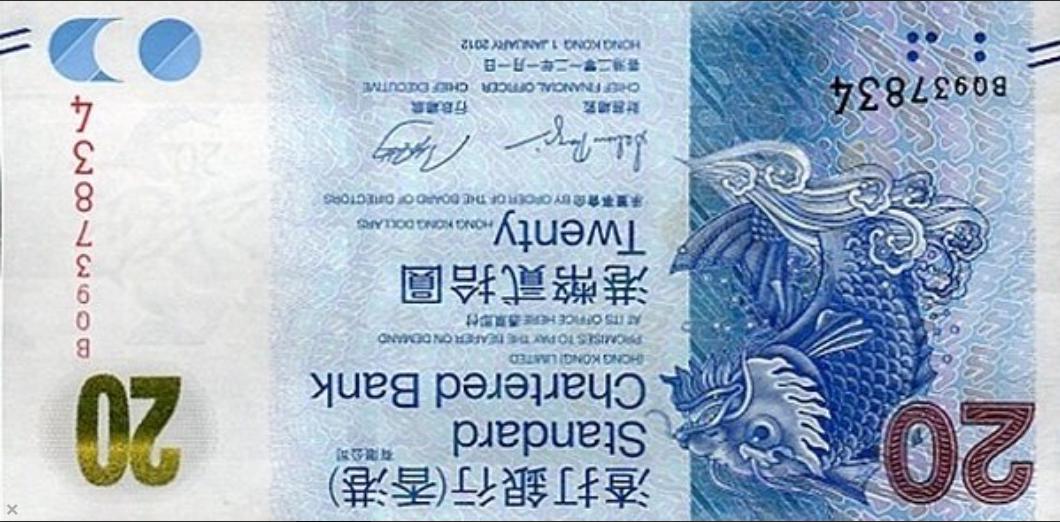 20
渣打銀行(香港)有限公司
Standard
Chartered Bank
(HONG KONG) LIMITED
PROMISES TO PAY THE BEARER ON DEMAND
AT ITS OFFICE HERE 憑票即付
港幣貳拾圓
Twenty HONG KONG DOLLARS
承董事會命 BY ORDER OF THE BOARD OF DIRECTORS
財務總監 行政總裁
CHIEF FINANCIAL OFFICER CHIEF EXECUTIVE
香港二零一二年一月一日
HONG KONG 1 JANUARY 2012
BQ937834
20
BQ937834